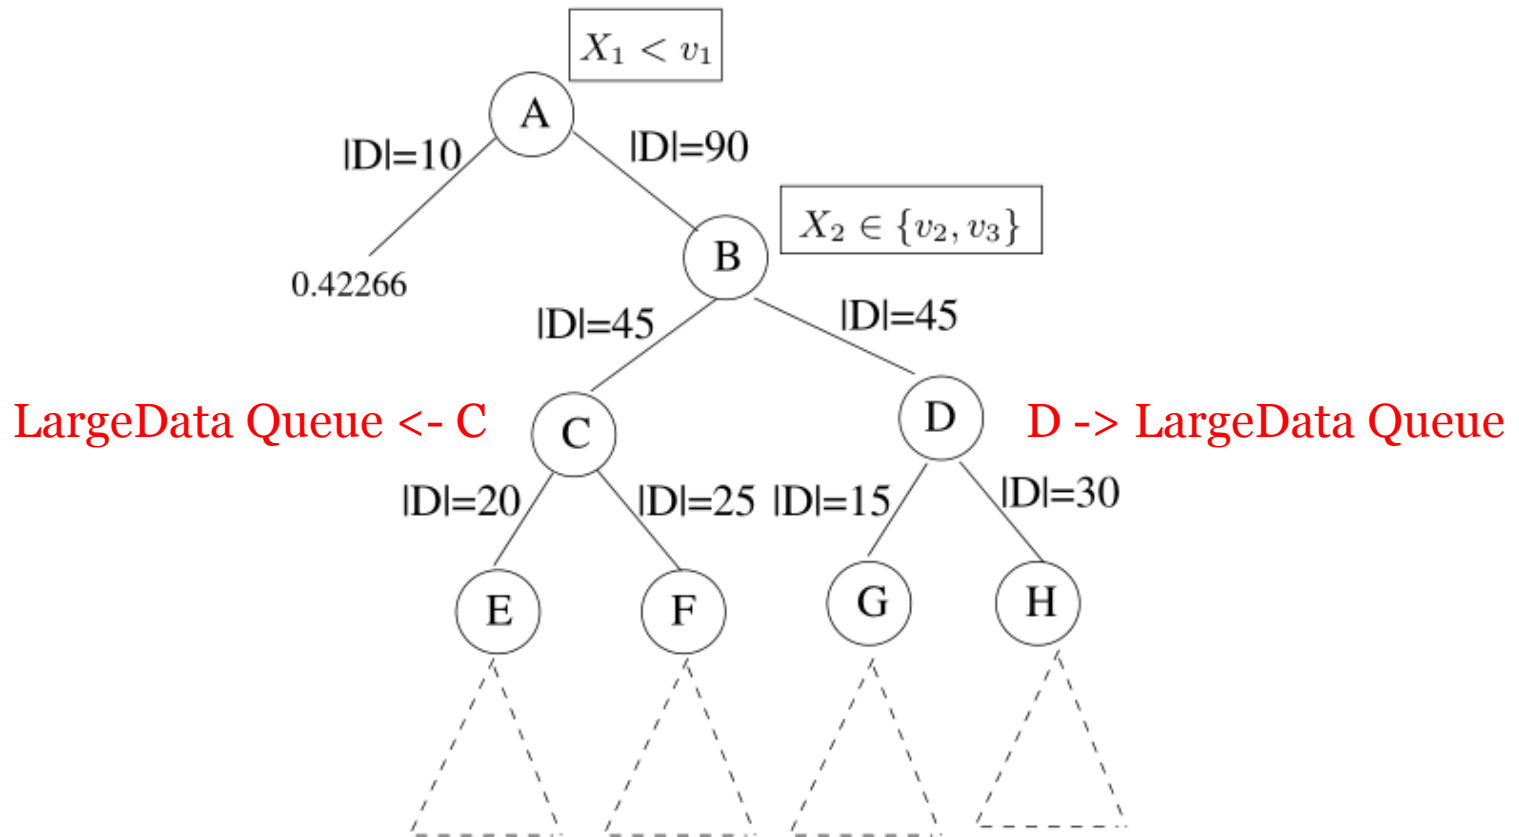 X₁ < v₁
A
|D|=10
|D|=90
X₂ ∈ {v₂, v₃}
B
0.42266
|D|=45
|D|=45
LargeData Queue <- C
C
D
D -> LargeData Queue
|D|=20
|D|=25
|D|=15
|D|=30
E
F
G
H